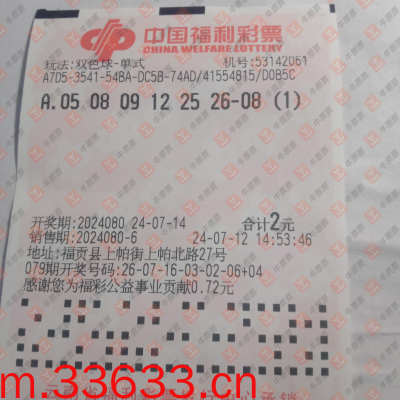 中国福利彩票
CHINA WELFARE LOTTERY
玩法:双色球-单式 机号:53142061
A7D5-3541-54BA-DC5B-74AD/41554815/D0B5C
A.05 08 09 12 25 26-08 (1)
开奖期:2024080 24-07-14 合计2元
销售期:2024080-6 24-07-12 14:53:46
地址:福贡县上帕街上帕北路27号
079期开奖号码:26-07-16-03-02-06+04
感谢您为福彩公益事业贡献0.72元
m.33633.cn